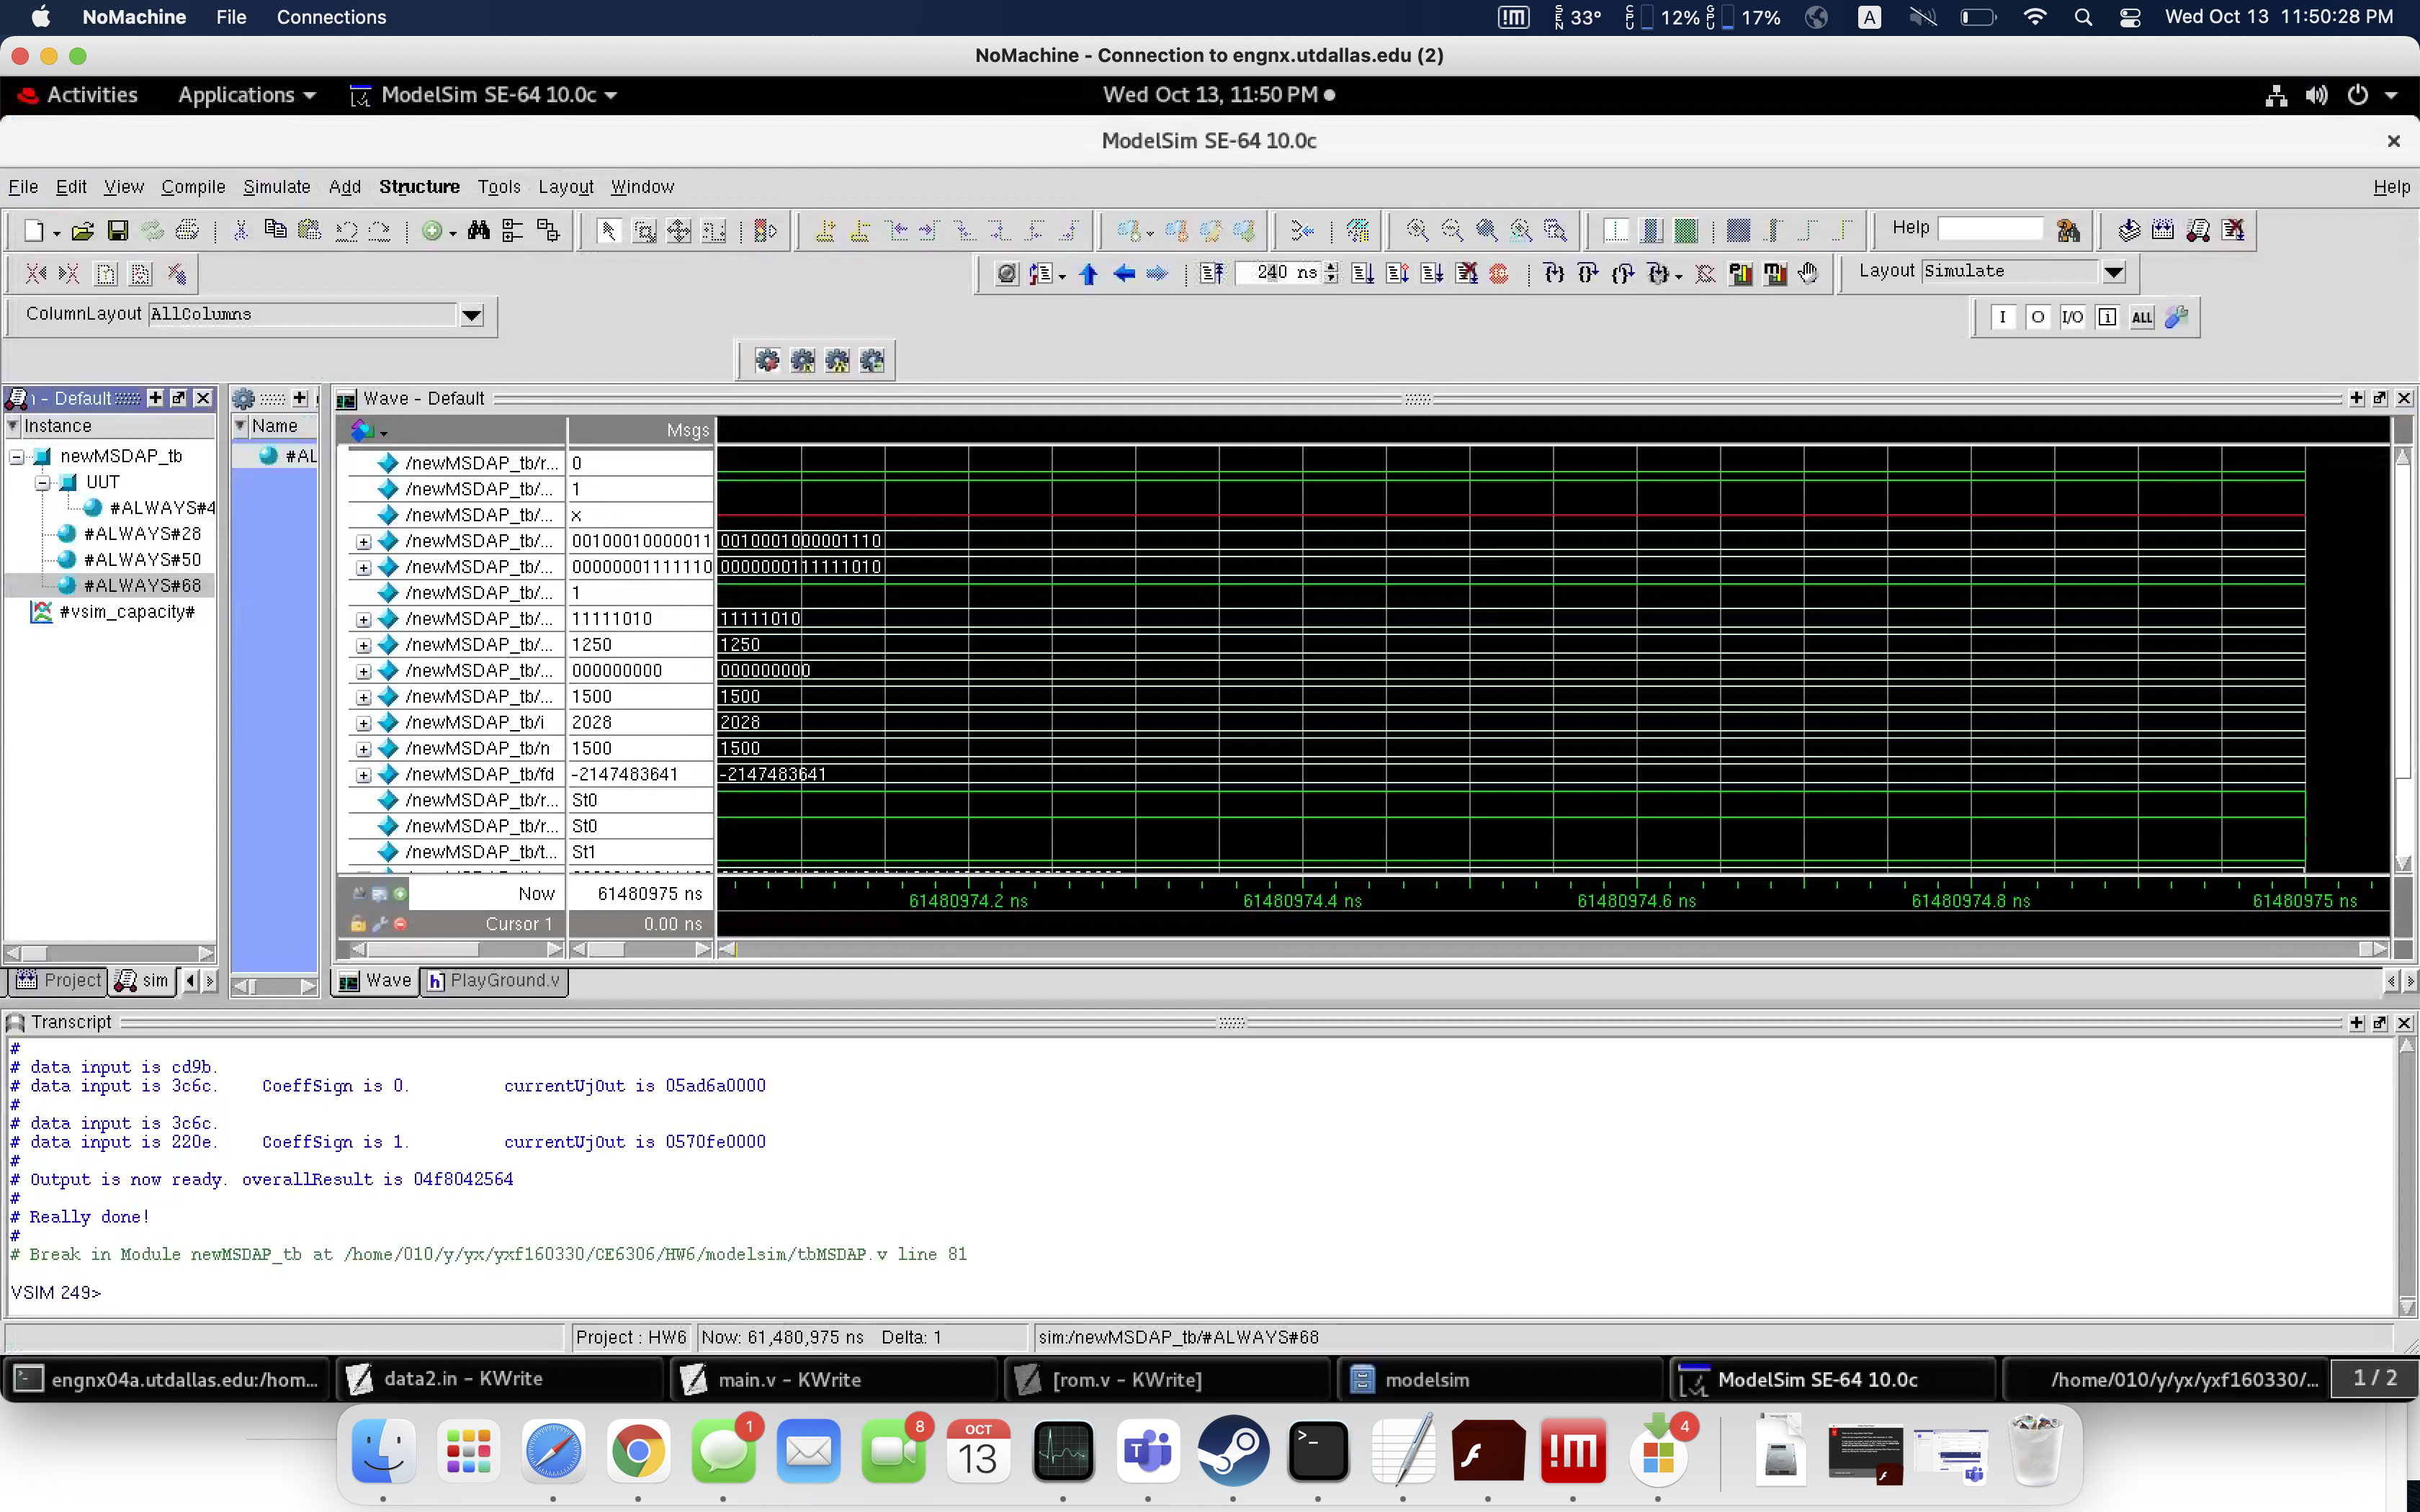 NoMachine File Connections
SEN 33° CPU 12% GPU 17% A Wed Oct 13 11:50:28 PM
NoMachine - Connection to engnx.utdallas.edu (2)
Activities Applications ModelSim SE-64 10.0c Wed Oct 13, 11:50 PM
ModelSim SE-64 10.0c
File Edit View Compile Simulate Add Structure Tools Layout Window Help
Help
240 ns Layout Simulate
ColumnLayout AllColumns
I O I/O i ALL
- Default
Wave - Default
Instance
Name
Msgs
newMSDAP_tb
UUT
#ALWAYS#4
#ALWAYS#28
#ALWAYS#50
#ALWAYS#68
#vsim_capacity#
#AL
/newMSDAP_tb/r... 0
/newMSDAP_tb/... 1
/newMSDAP_tb/... x
/newMSDAP_tb/... 00100010000011 0010001000001110
/newMSDAP_tb/... 00000001111110 0000000111111010
/newMSDAP_tb/... 1
/newMSDAP_tb/... 11111010 11111010
/newMSDAP_tb/... 1250 1250
/newMSDAP_tb/... 000000000 000000000
/newMSDAP_tb/... 1500 1500
/newMSDAP_tb/i 2028 2028
/newMSDAP_tb/n 1500 1500
/newMSDAP_tb/fd -2147483641 -2147483641
/newMSDAP_tb/r... St0
/newMSDAP_tb/r... St0
/newMSDAP_tb/t... St1
Now 61480975 ns 61480974.2 ns 61480974.4 ns 61480974.6 ns 61480974.8 ns 61480975 ns
Cursor 1 0.00 ns
Project sim
Wave PlayGround.v
Transcript
#
# data input is cd9b.
# data input is 3c6c. CoeffSign is 0. currentUjOut is 05ad6a0000
#
# data input is 3c6c.
# data input is 220e. CoeffSign is 1. currentUjOut is 0570fe0000
#
# Output is now ready. overallResult is 04f8042564
#
# Really done!
#
# Break in Module newMSDAP_tb at /home/010/y/yx/yxf160330/CE6306/HW6/modelsim/tbMSDAP.v line 81
VSIM 249>
Project : HW6 Now: 61,480,975 ns Delta: 1 sim:/newMSDAP_tb/#ALWAYS#68
engnx04a.utdallas.edu:/hom... data2.in - KWrite main.v - KWrite [rom.v - KWrite] modelsim ModelSim SE-64 10.0c /home/010/y/yx/yxf160330/... 1 / 2
1 8 OCT 13 4